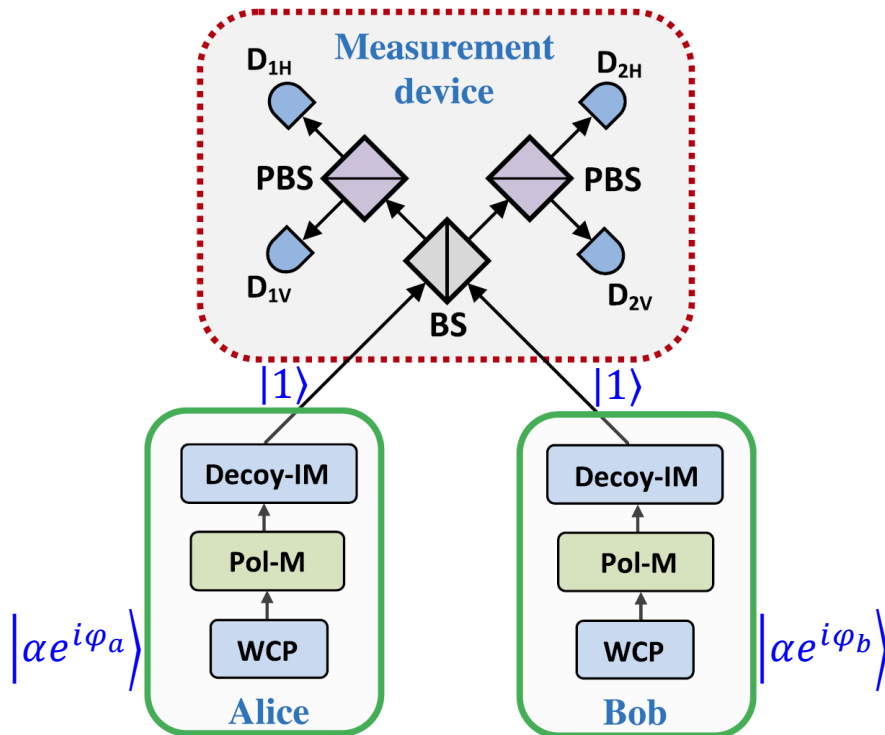 Measurement
device
D1H
D2H
PBS
PBS
D1V
D2V
BS
|1⟩
|1⟩
Decoy-IM
Decoy-IM
Pol-M
Pol-M
|αe^{iφ_a}⟩
WCP
WCP
|αe^{iφ_b}⟩
Alice
Bob